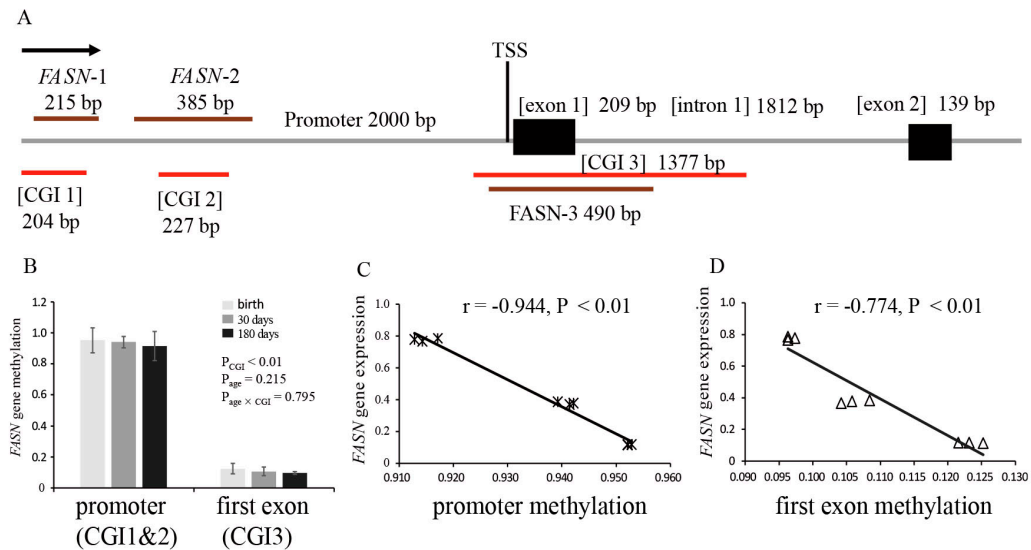 A
FASN-1
215 bp
FASN-2
385 bp
Promoter 2000 bp
TSS
[exon 1] 209 bp
[intron 1] 1812 bp
[exon 2] 139 bp
[CGI 1]
204 bp
[CGI 2]
227 bp
[CGI 3] 1377 bp
FASN-3 490 bp
B
FASN gene methylation
1.2
1.0
0.8
0.6
0.4
0.2
0
birth
30 days
180 days
PCGI < 0.01
Page = 0.215
Page × CGI = 0.795
promoter
(CGI1&2)
first exon
(CGI3)
C
r = -0.944, P < 0.01
FASN gene expression
1.0
0.8
0.6
0.4
0.2
0.0
0.910 0.920 0.930 0.940 0.950 0.960
promoter methylation
D
r = -0.774, P < 0.01
FASN gene expression
1.0
0.8
0.6
0.4
0.2
0.0
0.090 0.095 0.100 0.105 0.110 0.115 0.120 0.125 0.130
first exon methylation